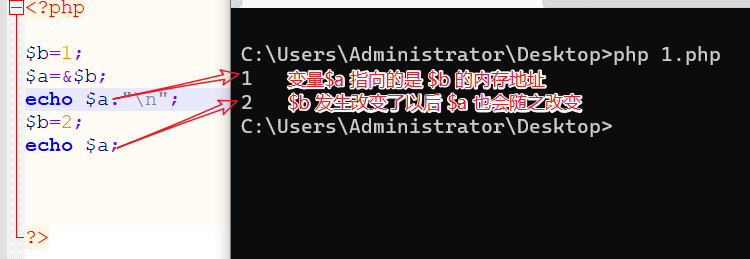 <?php
$b=1;
$a=&$b;
echo $a."\n";
$b=2;
echo $a;
?>
C:\Users\Administrator\Desktop>php 1.php
1 变量$a 指向的是 $b 的内存地址
2 $b 发生改变了以后 $a 也会随之改变
C:\Users\Administrator\Desktop>